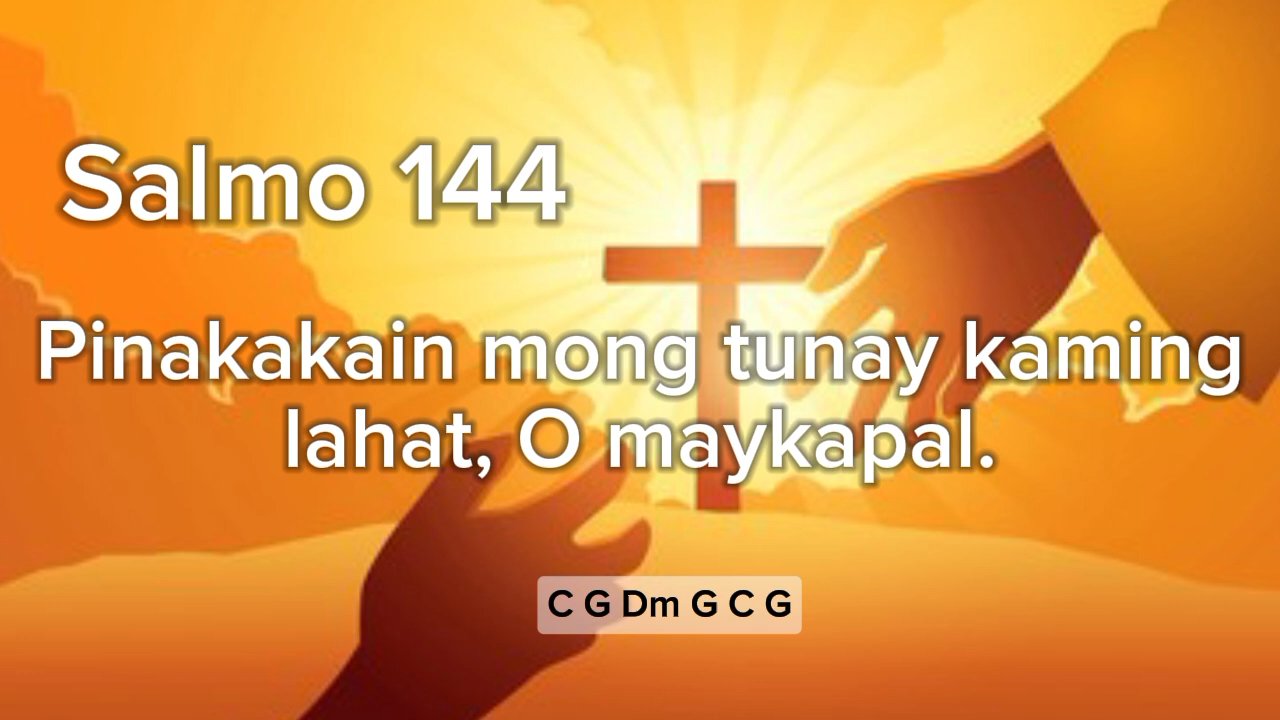 Salmo 144
Pinakakain mong tunay kaming
lahat, O maykapal.
C G Dm G C G